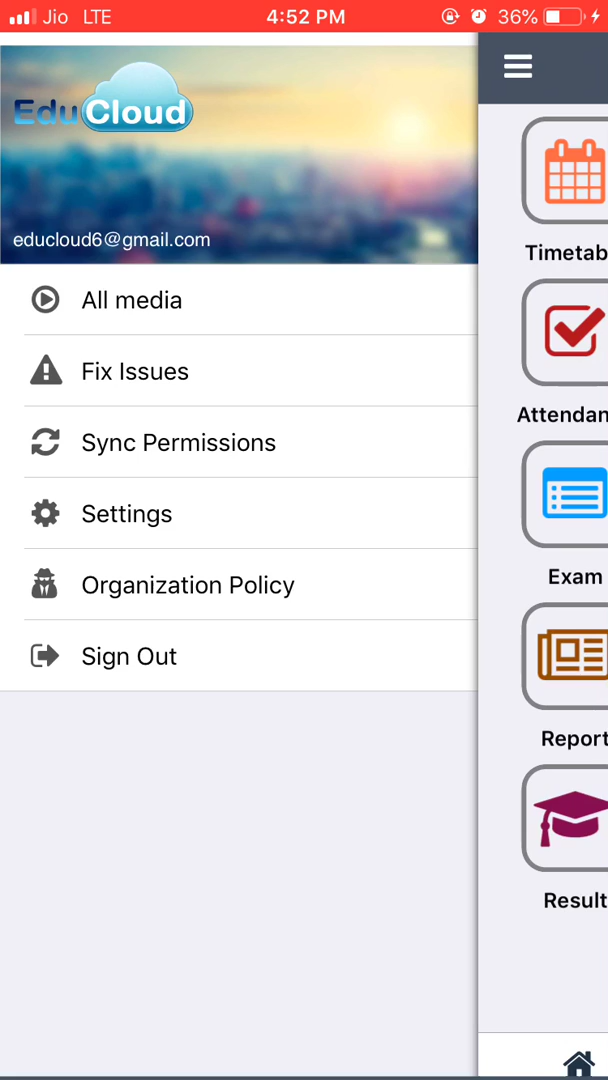 Jio LTE 4:52 PM 36%
EduCloud
educloud6@gmail.com
All media
Fix Issues
Sync Permissions
Settings
Organization Policy
Sign Out
Timetab
Attendan
Exam
Report
Result